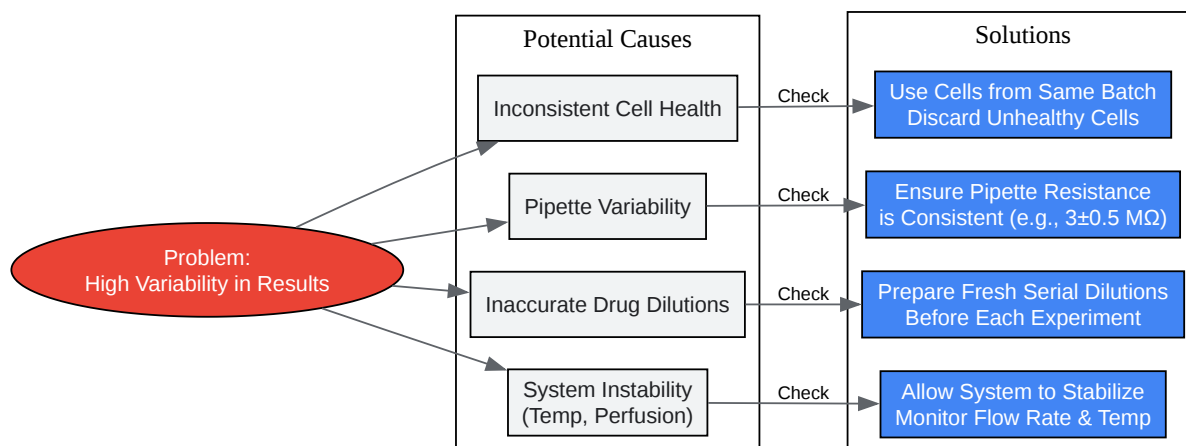 Potential Causes
Solutions
Problem:
High Variability in Results
Inconsistent Cell Health
Check
Use Cells from Same Batch
Discard Unhealthy Cells
Pipette Variability
Check
Ensure Pipette Resistance
is Consistent (e.g., 3±0.5 MΩ)
Inaccurate Drug Dilutions
Check
Prepare Fresh Serial Dilutions
Before Each Experiment
System Instability
(Temp, Perfusion)
Check
Allow System to Stabilize
Monitor Flow Rate & Temp